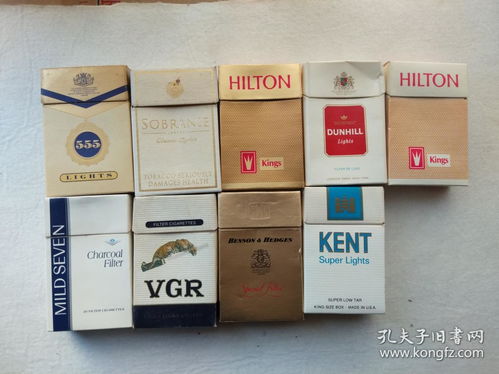 555
LIGHTS
SOBRANIE
Classic Lights
TOBACCO SERIOUSLY
DAMAGES HEALTH
HILTON
Kings
DUNHILL
Lights
HILTON
Kings
MILD SEVEN
Charcoal
Filter
FILTER CIGARETTES
VGR
BENSON & HEDGES
Special Filter
KENT
Super Lights
SUPER LOW TAR
KING SIZE BOX · MADE IN U.S.A.
孔夫子旧书网
www.kongfz.com